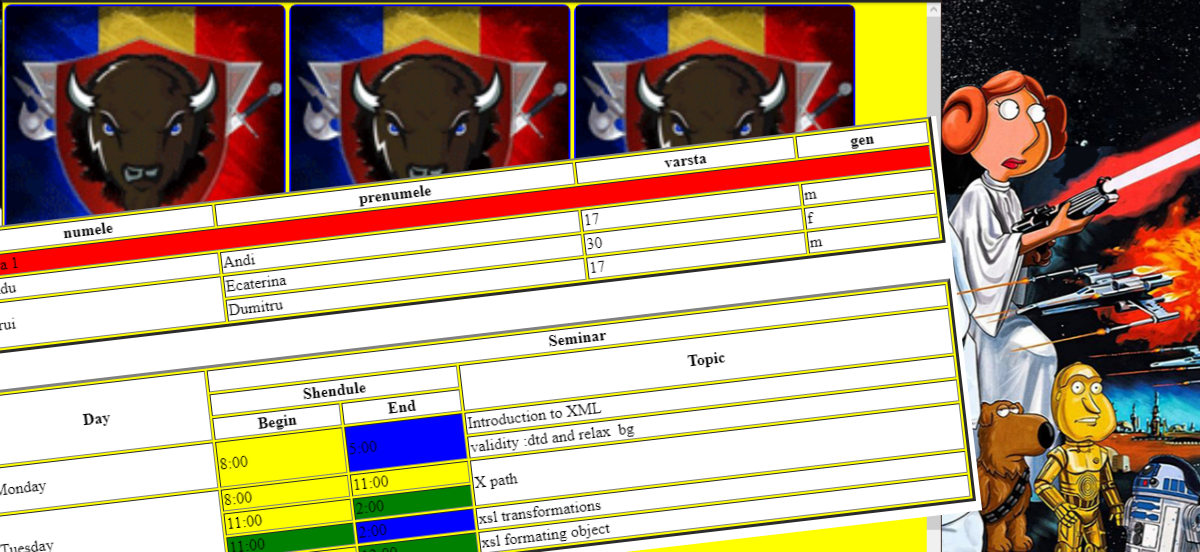 numele prenumele varsta gen
a 1
du Andi 17 m
rui Ecaterina 30 f
Dumitru 17 m
Seminar
Day Shendule Topic
Begin End
Monday 8:00 5:00 Introduction to XML
validity :dtd and relax bg
8:00 11:00 X path
Tuesday 11:00 2:00
11:00 2:00 xsl transformations
xsl formating object